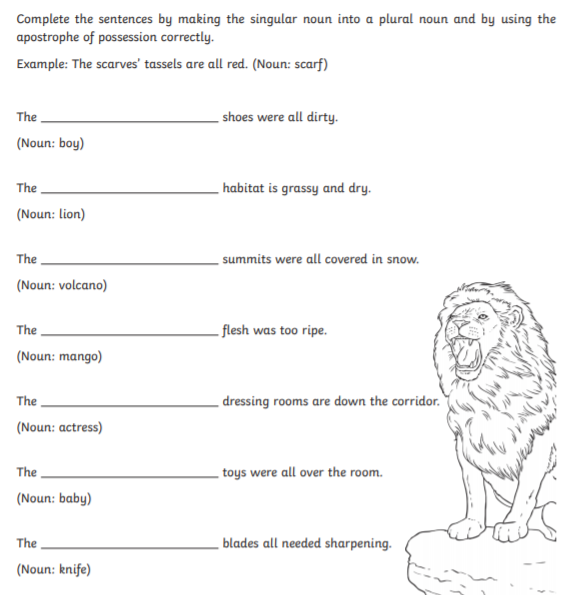 Complete the sentences by making the singular noun into a plural noun and by using the
apostrophe of possession correctly.
Example: The scarves' tassels are all red. (Noun: scarf)
The ______________________ shoes were all dirty.
(Noun: boy)
The ______________________ habitat is grassy and dry.
(Noun: lion)
The ______________________ summits were all covered in snow.
(Noun: volcano)
The ______________________ flesh was too ripe.
(Noun: mango)
The ______________________ dressing rooms are down the corridor.
(Noun: actress)
The ______________________ toys were all over the room.
(Noun: baby)
The ______________________ blades all needed sharpening.
(Noun: knife)